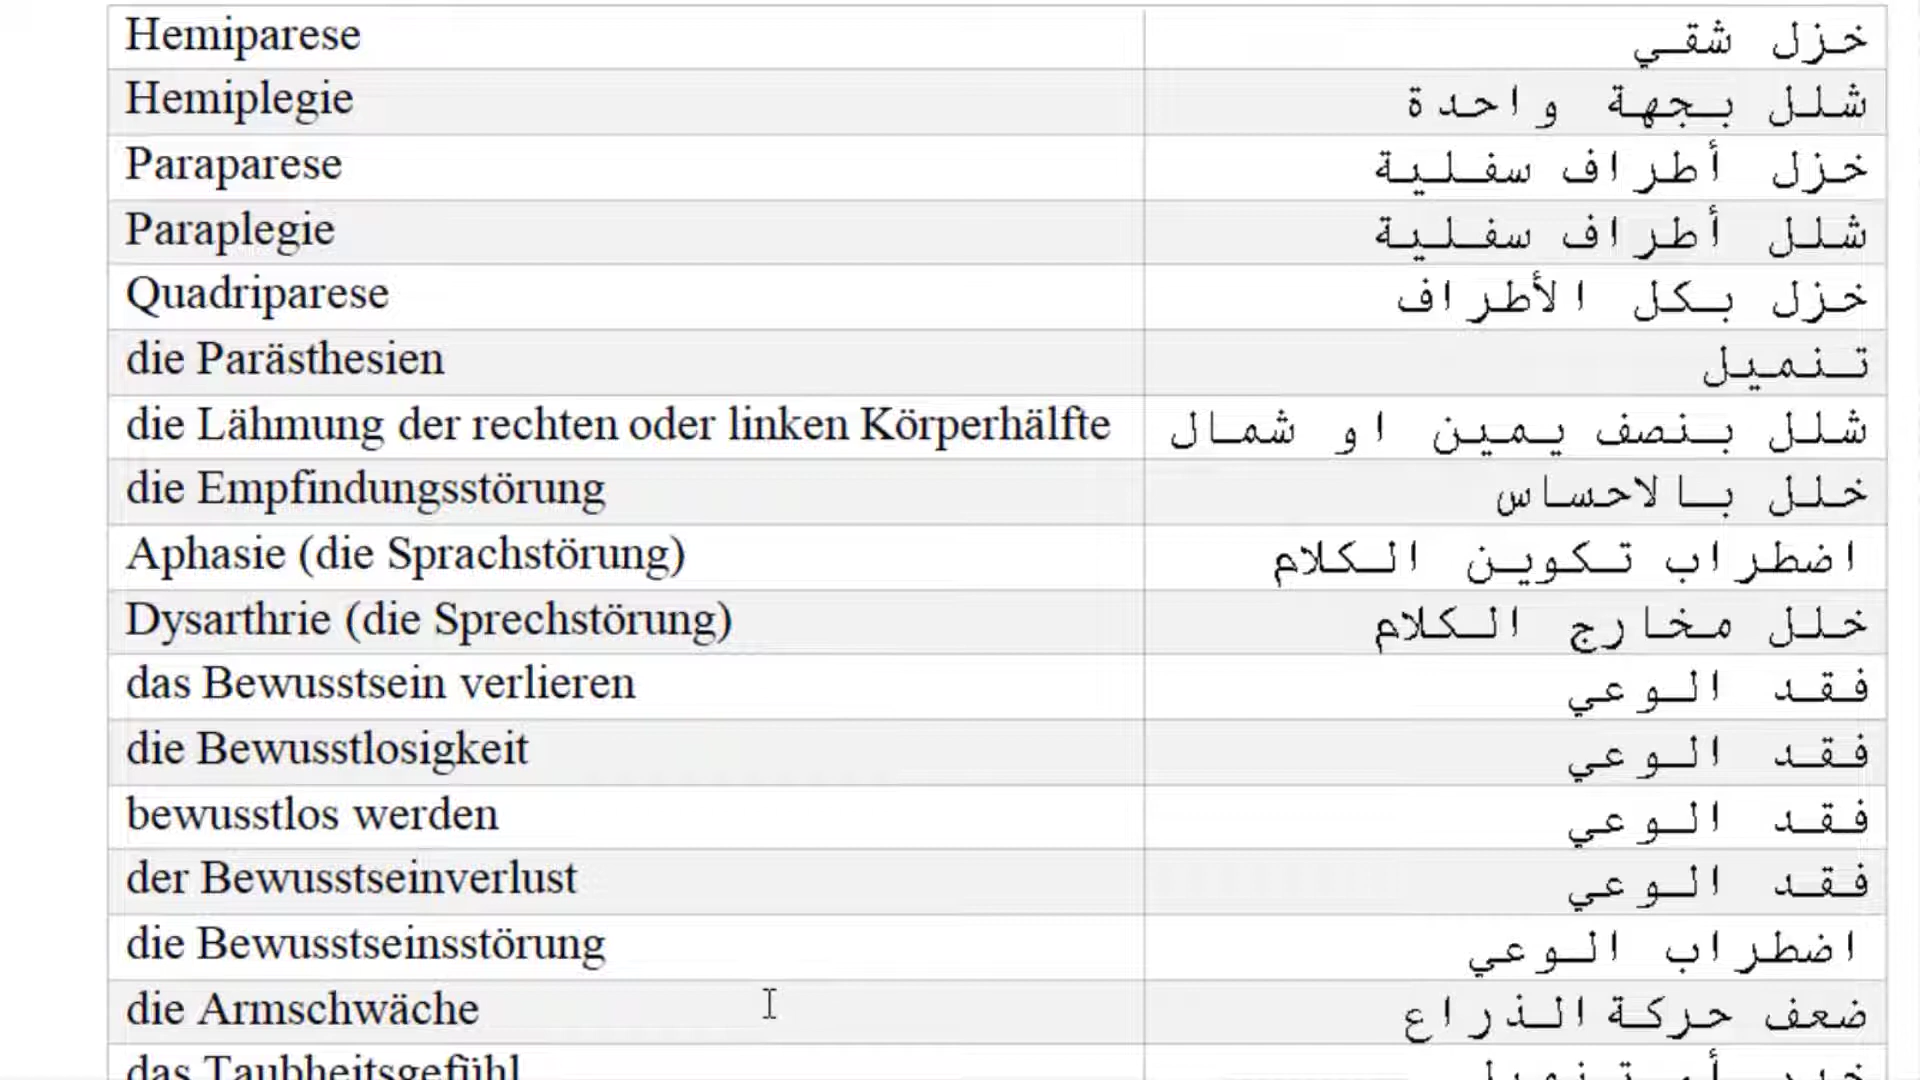 Hemiparese خزل شقي
Hemiplegie شلل بجهة واحدة
Paraparese خزل أطراف سفلية
Paraplegie شلل أطراف سفلية
Quadriparese خزل بكل الأطراف
die Parästhesien تنميل
die Lähmung der rechten oder linken Körperhälfte شلل بنصف يمين او شمال
die Empfindungsstörung خلل بالاحساس
Aphasie (die Sprachstörung) اضطراب تكوين الكلام
Dysarthrie (die Sprechstörung) خلل مخارج الكلام
das Bewusstsein verlieren فقد الوعي
die Bewusstlosigkeit فقد الوعي
bewusstlos werden فقد الوعي
der Bewusstseinverlust فقد الوعي
die Bewusstseinsstörung اضطراب الوعي
die Armschwäche ضعف حركة الذراع
das Taubheitsgefühl